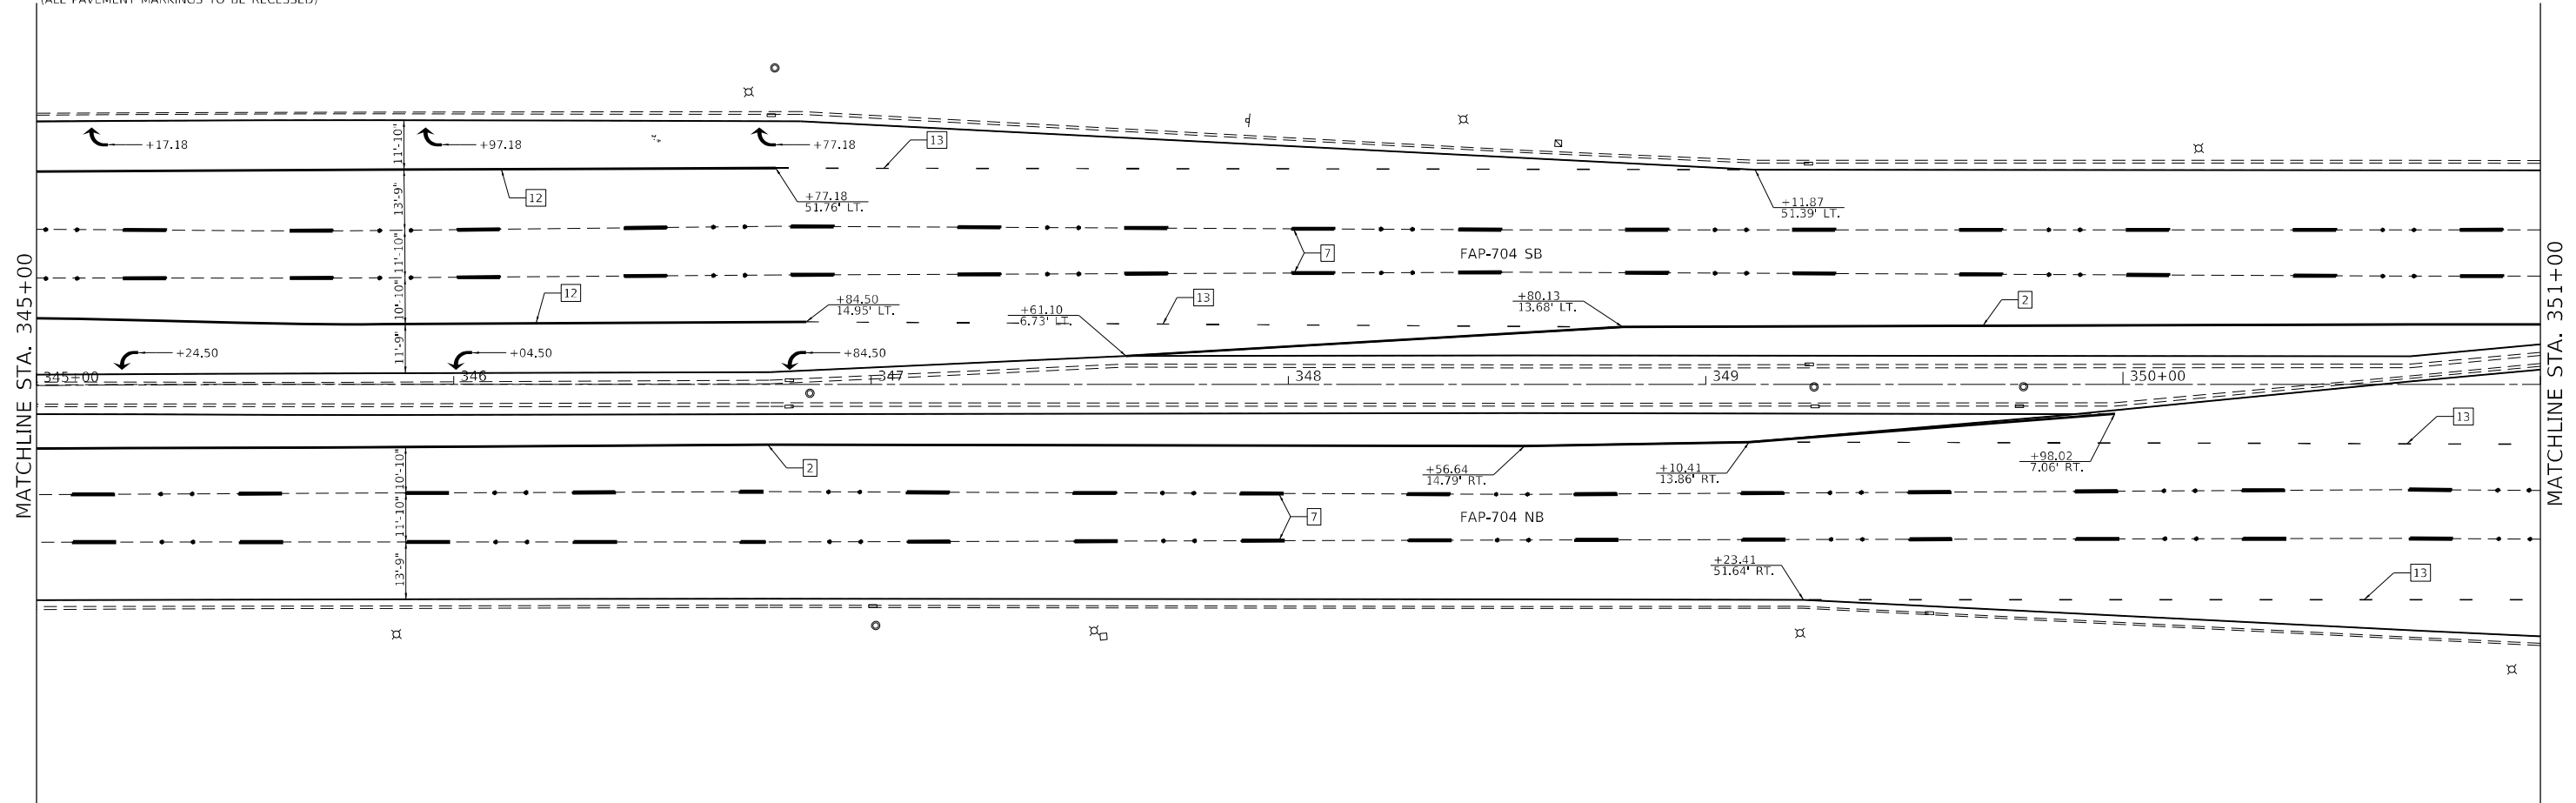 (ALL PAVEMENT MARKINGS TO BE RECESSED)
MATCHLINE STA. 345+00
MATCHLINE STA. 351+00
+17.18
+97.18
+77.18
11'-10"
13
12
13'-9"
+77.18
51.76' LT.
+11.87
51.39' LT.
11'-10"
7
FAP-704 SB
10'-10"
12
+84.50
14.95' LT.
13
+61.10
6.73' LT.
+80.13
13.68' LT.
2
11'-9"
+24.50
+04.50
+84.50
345+00
346
347
348
349
350+00
13
2
10'-10"
+56.64
14.79' RT.
+10.41
13.86' RT.
+98.02
7.06' RT.
11'-10"
7
FAP-704 NB
13'-9"
+23.41
51.64' RT.
13